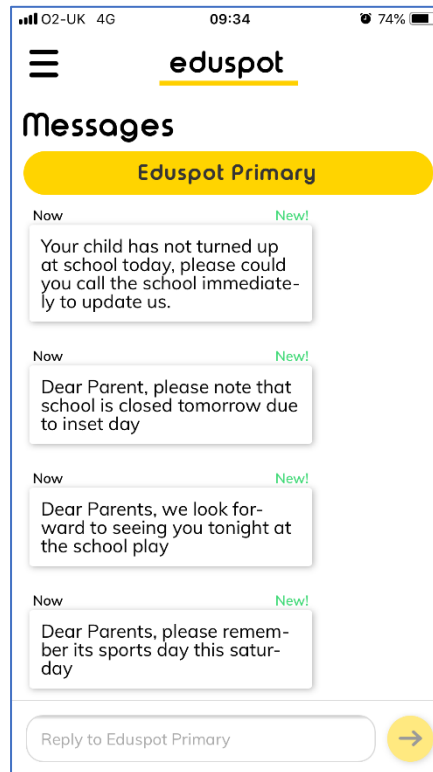 O2-UK 4G 09:34 74%
eduspot
Messages
Eduspot Primary
Now New!
Your child has not turned up
at school today, please could
you call the school immediate-
ly to update us.
Now New!
Dear Parent, please note that
school is closed tomorrow due
to inset day
Now New!
Dear Parents, we look for-
ward to seeing you tonight at
the school play
Now New!
Dear Parents, please remem-
ber its sports day this satur-
day
Reply to Eduspot Primary